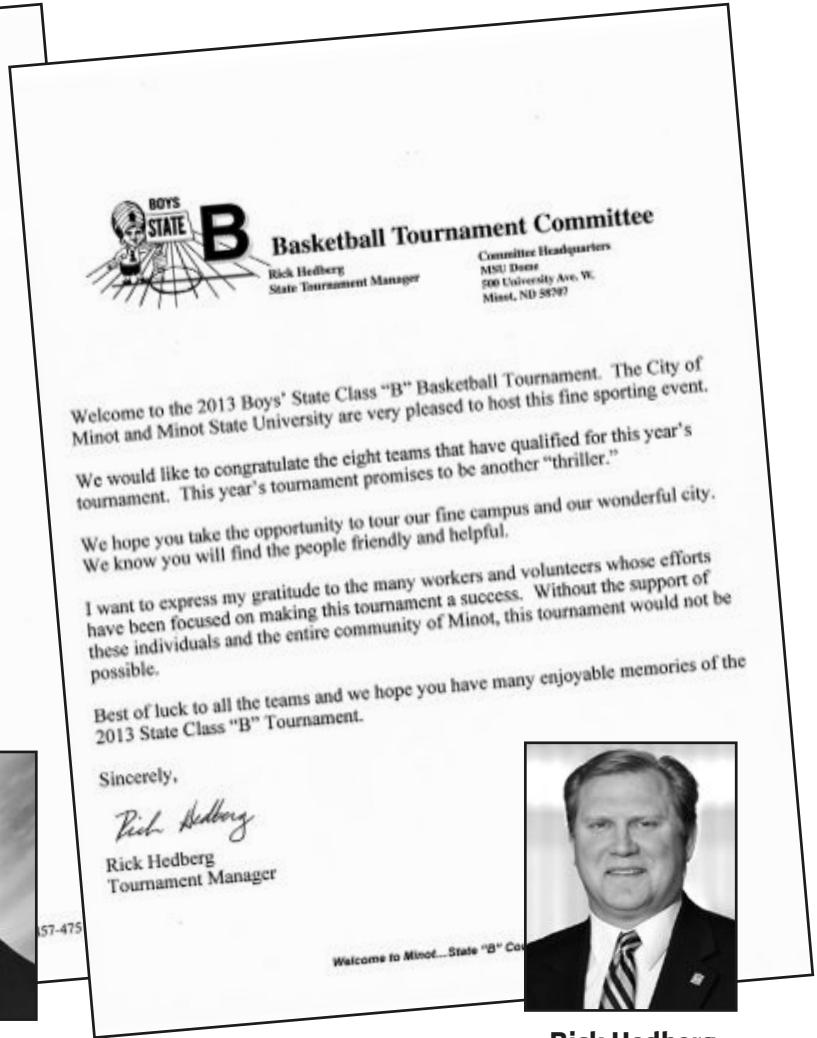 BOYS
STATE
B
Basketball Tournament Committee
Rick Hedberg
State Tournament Manager
Committee Headquarters
MSU Dome
500 University Ave. W.
Minot, ND 58707
Welcome to the 2013 Boys’ State Class “B” Basketball Tournament. The City of
Minot and Minot State University are very pleased to host this fine sporting event.
We would like to congratulate the eight teams that have qualified for this year’s
tournament. This year’s tournament promises to be another “thriller.”
We hope you take the opportunity to tour our fine campus and our wonderful city.
We know you will find the people friendly and helpful.
I want to express my gratitude to the many workers and volunteers whose efforts
have been focused on making this tournament a success. Without the support of
these individuals and the entire community of Minot, this tournament would not be
possible.
Best of luck to all the teams and we hope you have many enjoyable memories of the
2013 State Class “B” Tournament.
Sincerely,
Rick Hedberg
Rick Hedberg
Tournament Manager
57-475
Welcome to Minot...State "B" Cou
Rick Hedberg